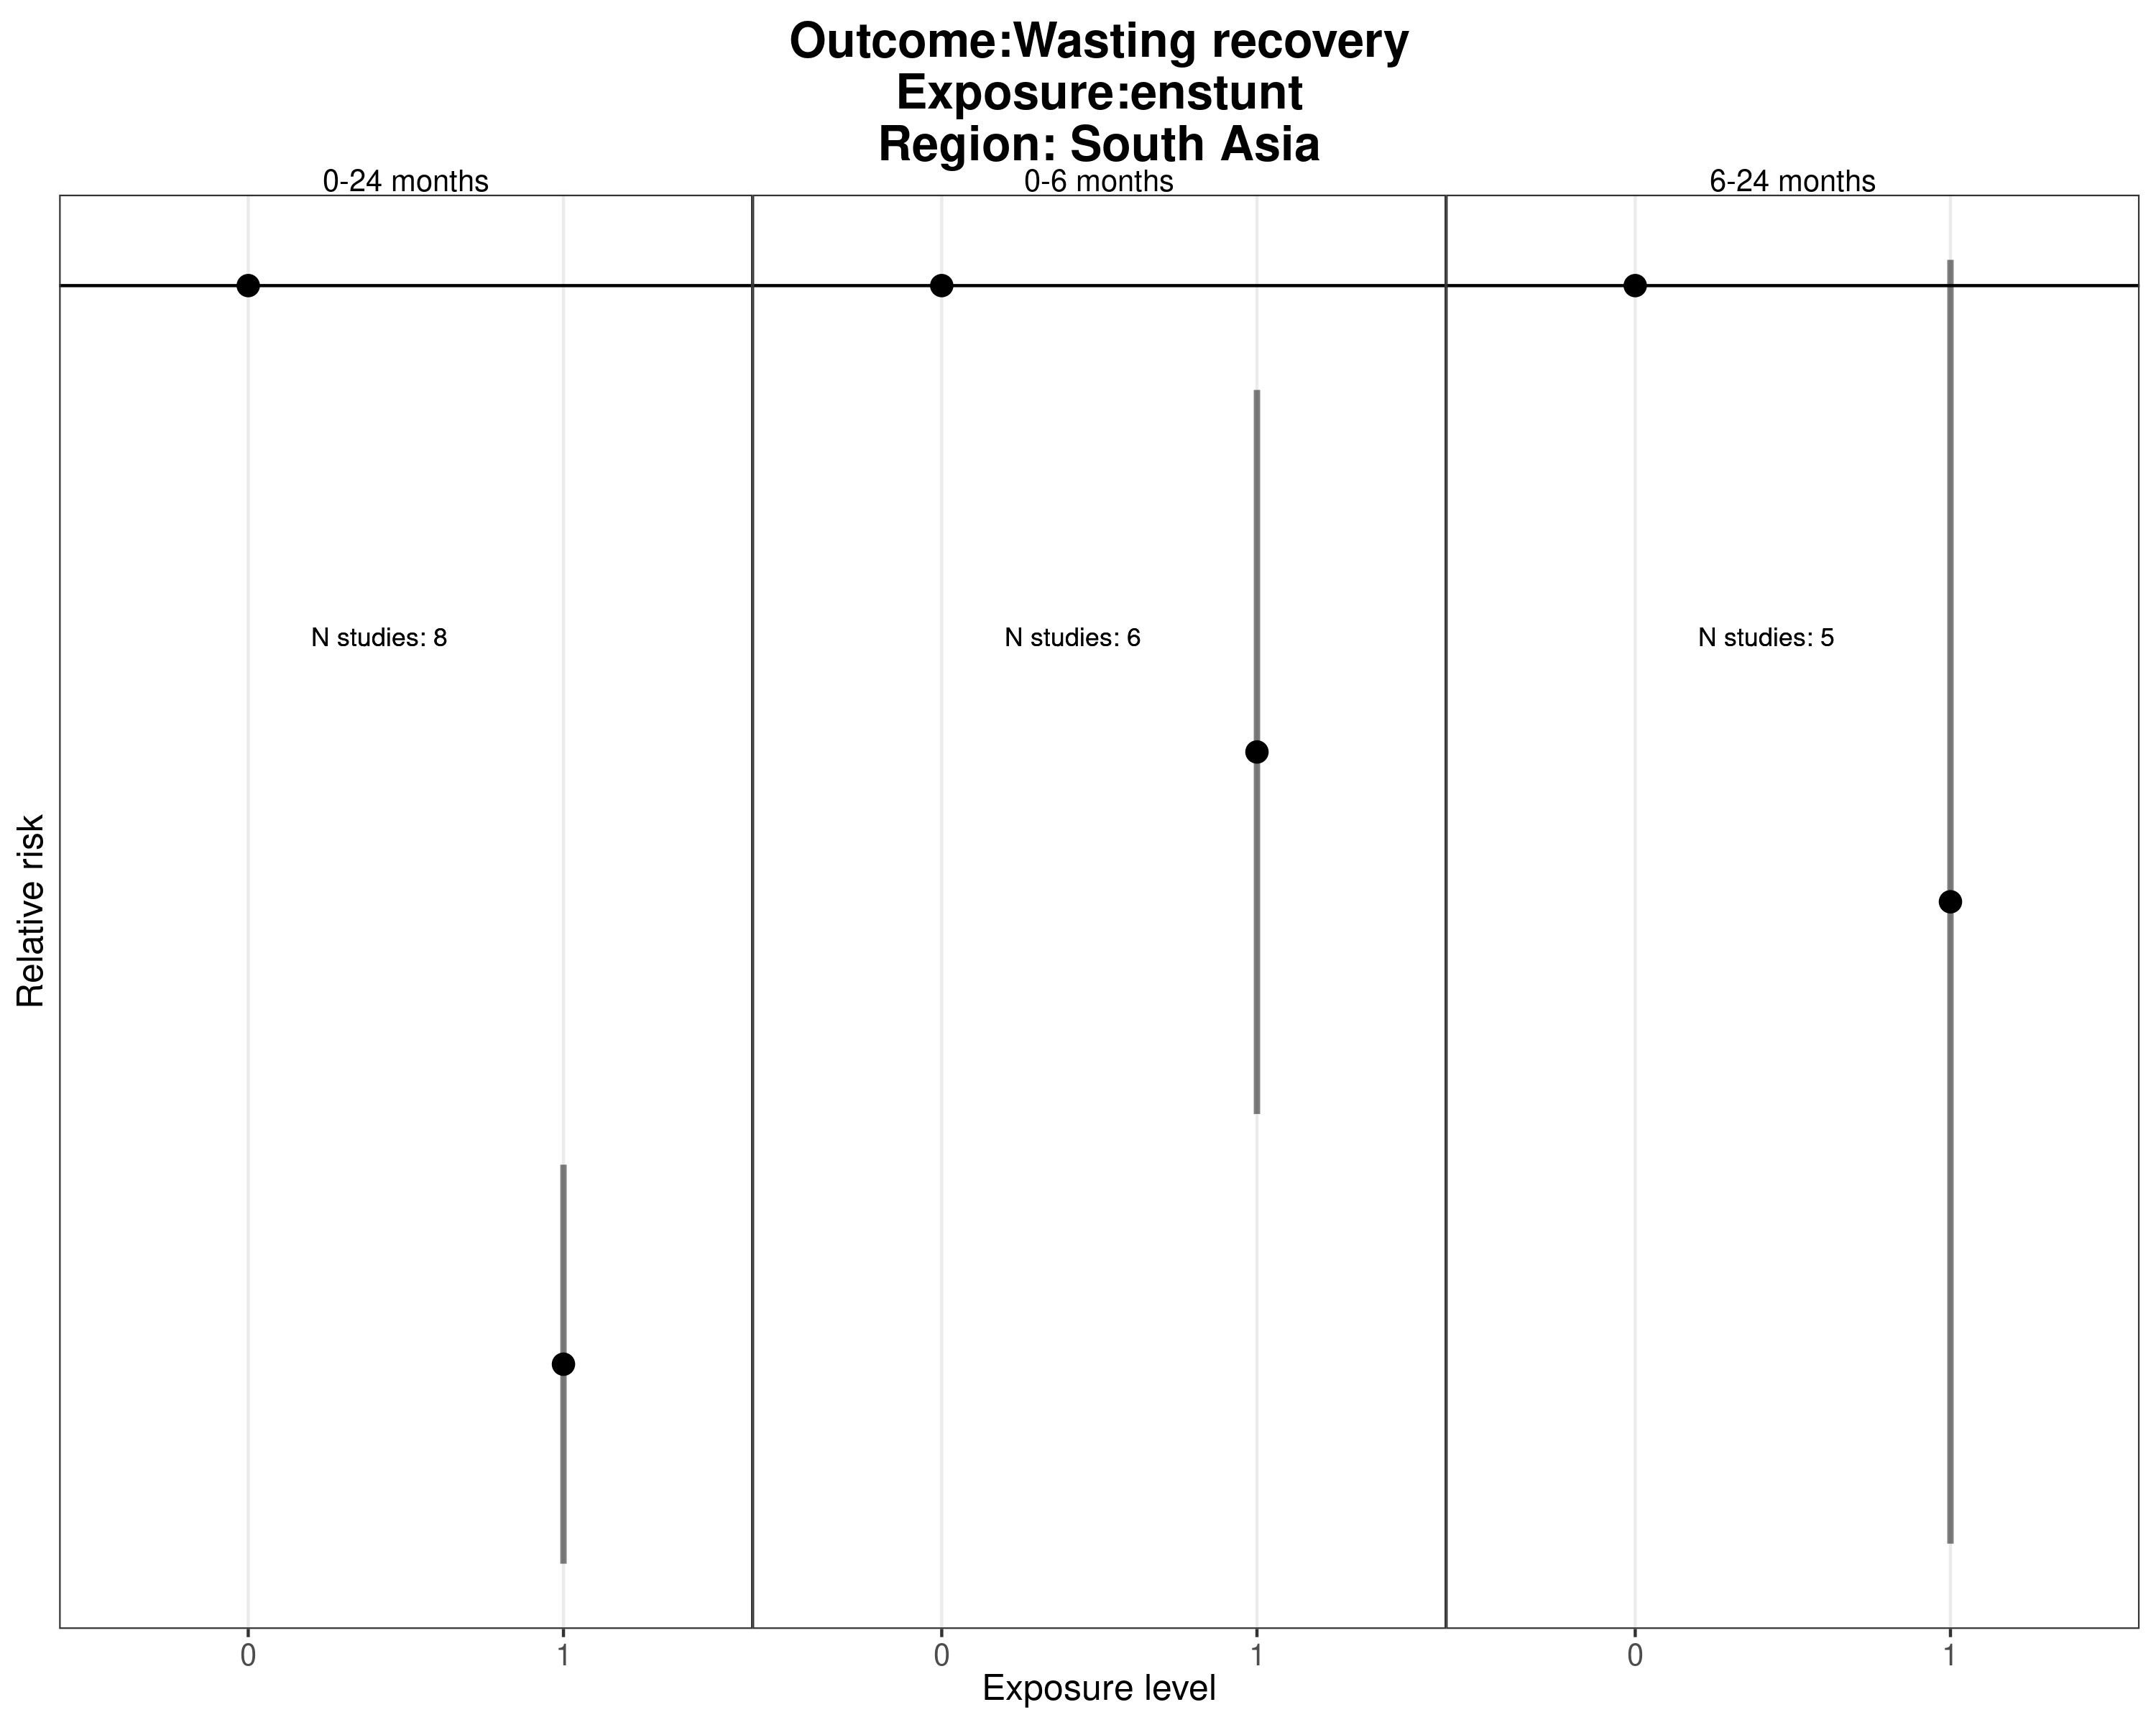 Outcome:Wasting recovery
Exposure:enstunt
Region: South Asia
0-24 months
0-6 months
6-24 months
N studies: 8
N studies: 6
N studies: 5
Relative risk
0
1
0
1
0
1
Exposure level